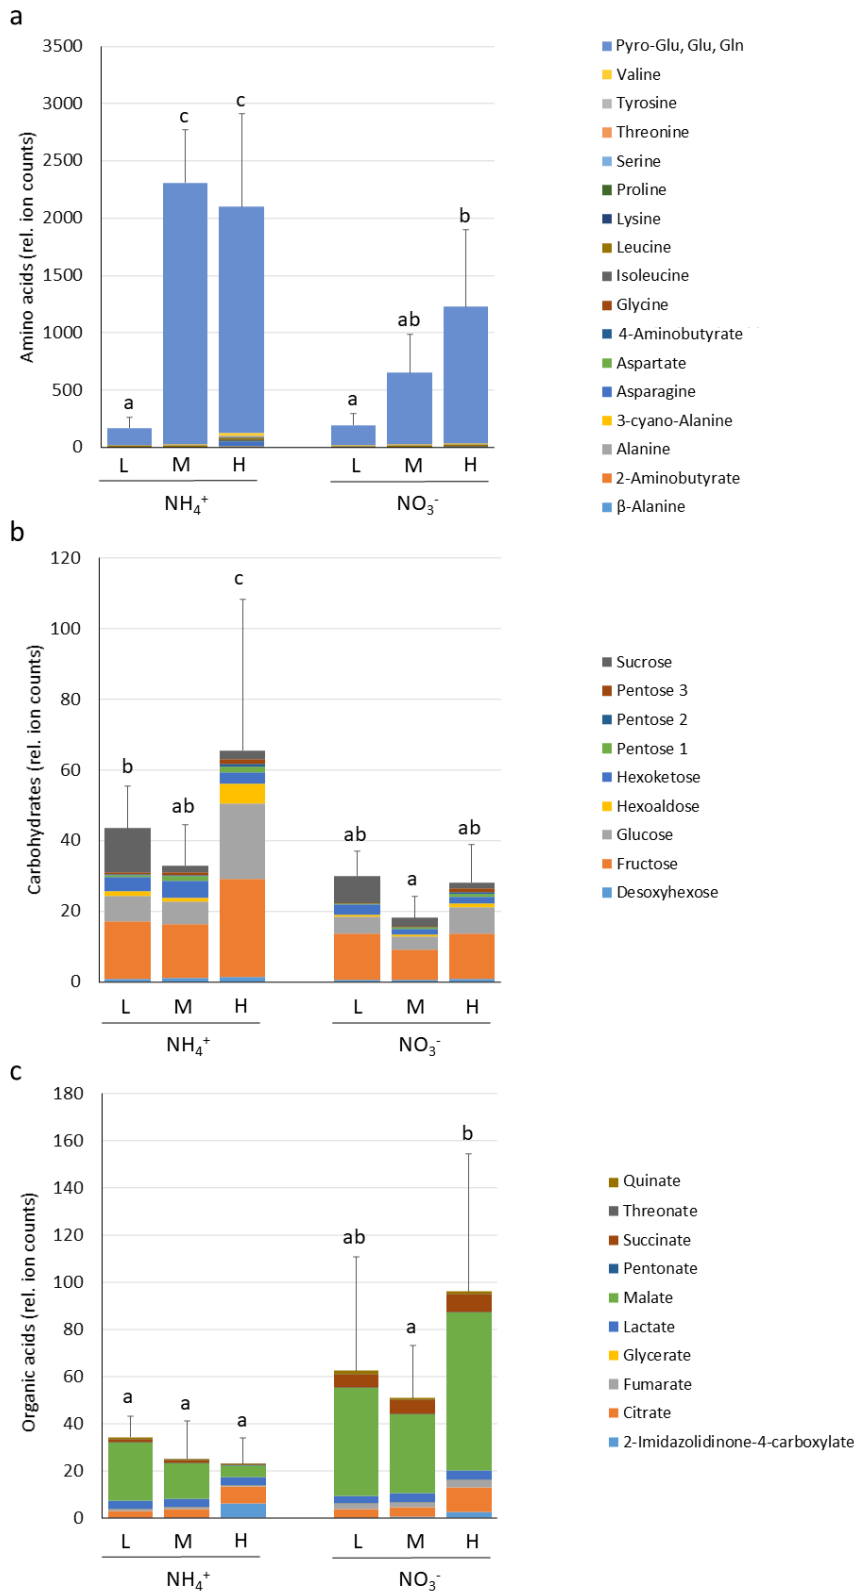 a
3500
3000
2500
2000
1500
1000
500
0
Amino acids (rel. ion counts)
a
c
c
a
ab
b
L M H L M H
NH₄⁺ NO₃⁻
Pyro-Glu, Glu, Gln
Valine
Tyrosine
Threonine
Serine
Proline
Lysine
Leucine
Isoleucine
Glycine
4-Aminobutyrate
Aspartate
Asparagine
3-cyano-Alanine
Alanine
2-Aminobutyrate
β-Alanine
b
120
100
80
60
40
20
0
Carbohydrates (rel. ion counts)
b
ab
c
ab
a
ab
L M H L M H
NH₄⁺ NO₃⁻
Sucrose
Pentose 3
Pentose 2
Pentose 1
Hexoketose
Hexoaldose
Glucose
Fructose
Desoxyhexose
c
180
160
140
120
100
80
60
40
20
0
Organic acids (rel. ion counts)
a
a
a
ab
a
b
L M H L M H
NH₄⁺ NO₃⁻
Quinate
Threonate
Succinate
Pentonate
Malate
Lactate
Glycerate
Fumarate
Citrate
2-Imidazolidinone-4-carboxylate